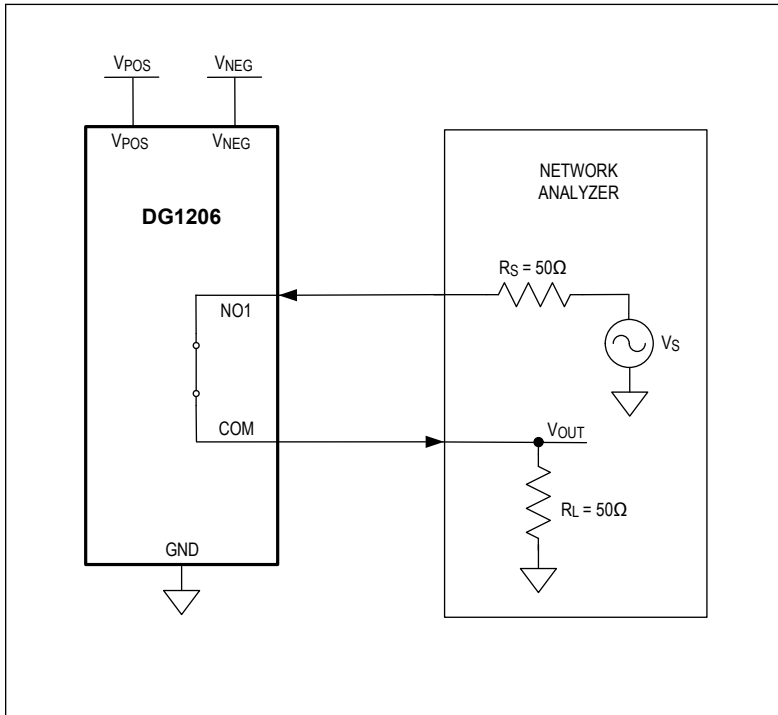 VPOS VNEG
VPOS VNEG
DG1206
NETWORK
ANALYZER
RS = 50Ω
NO1
VS
COM
VOUT
RL = 50Ω
GND